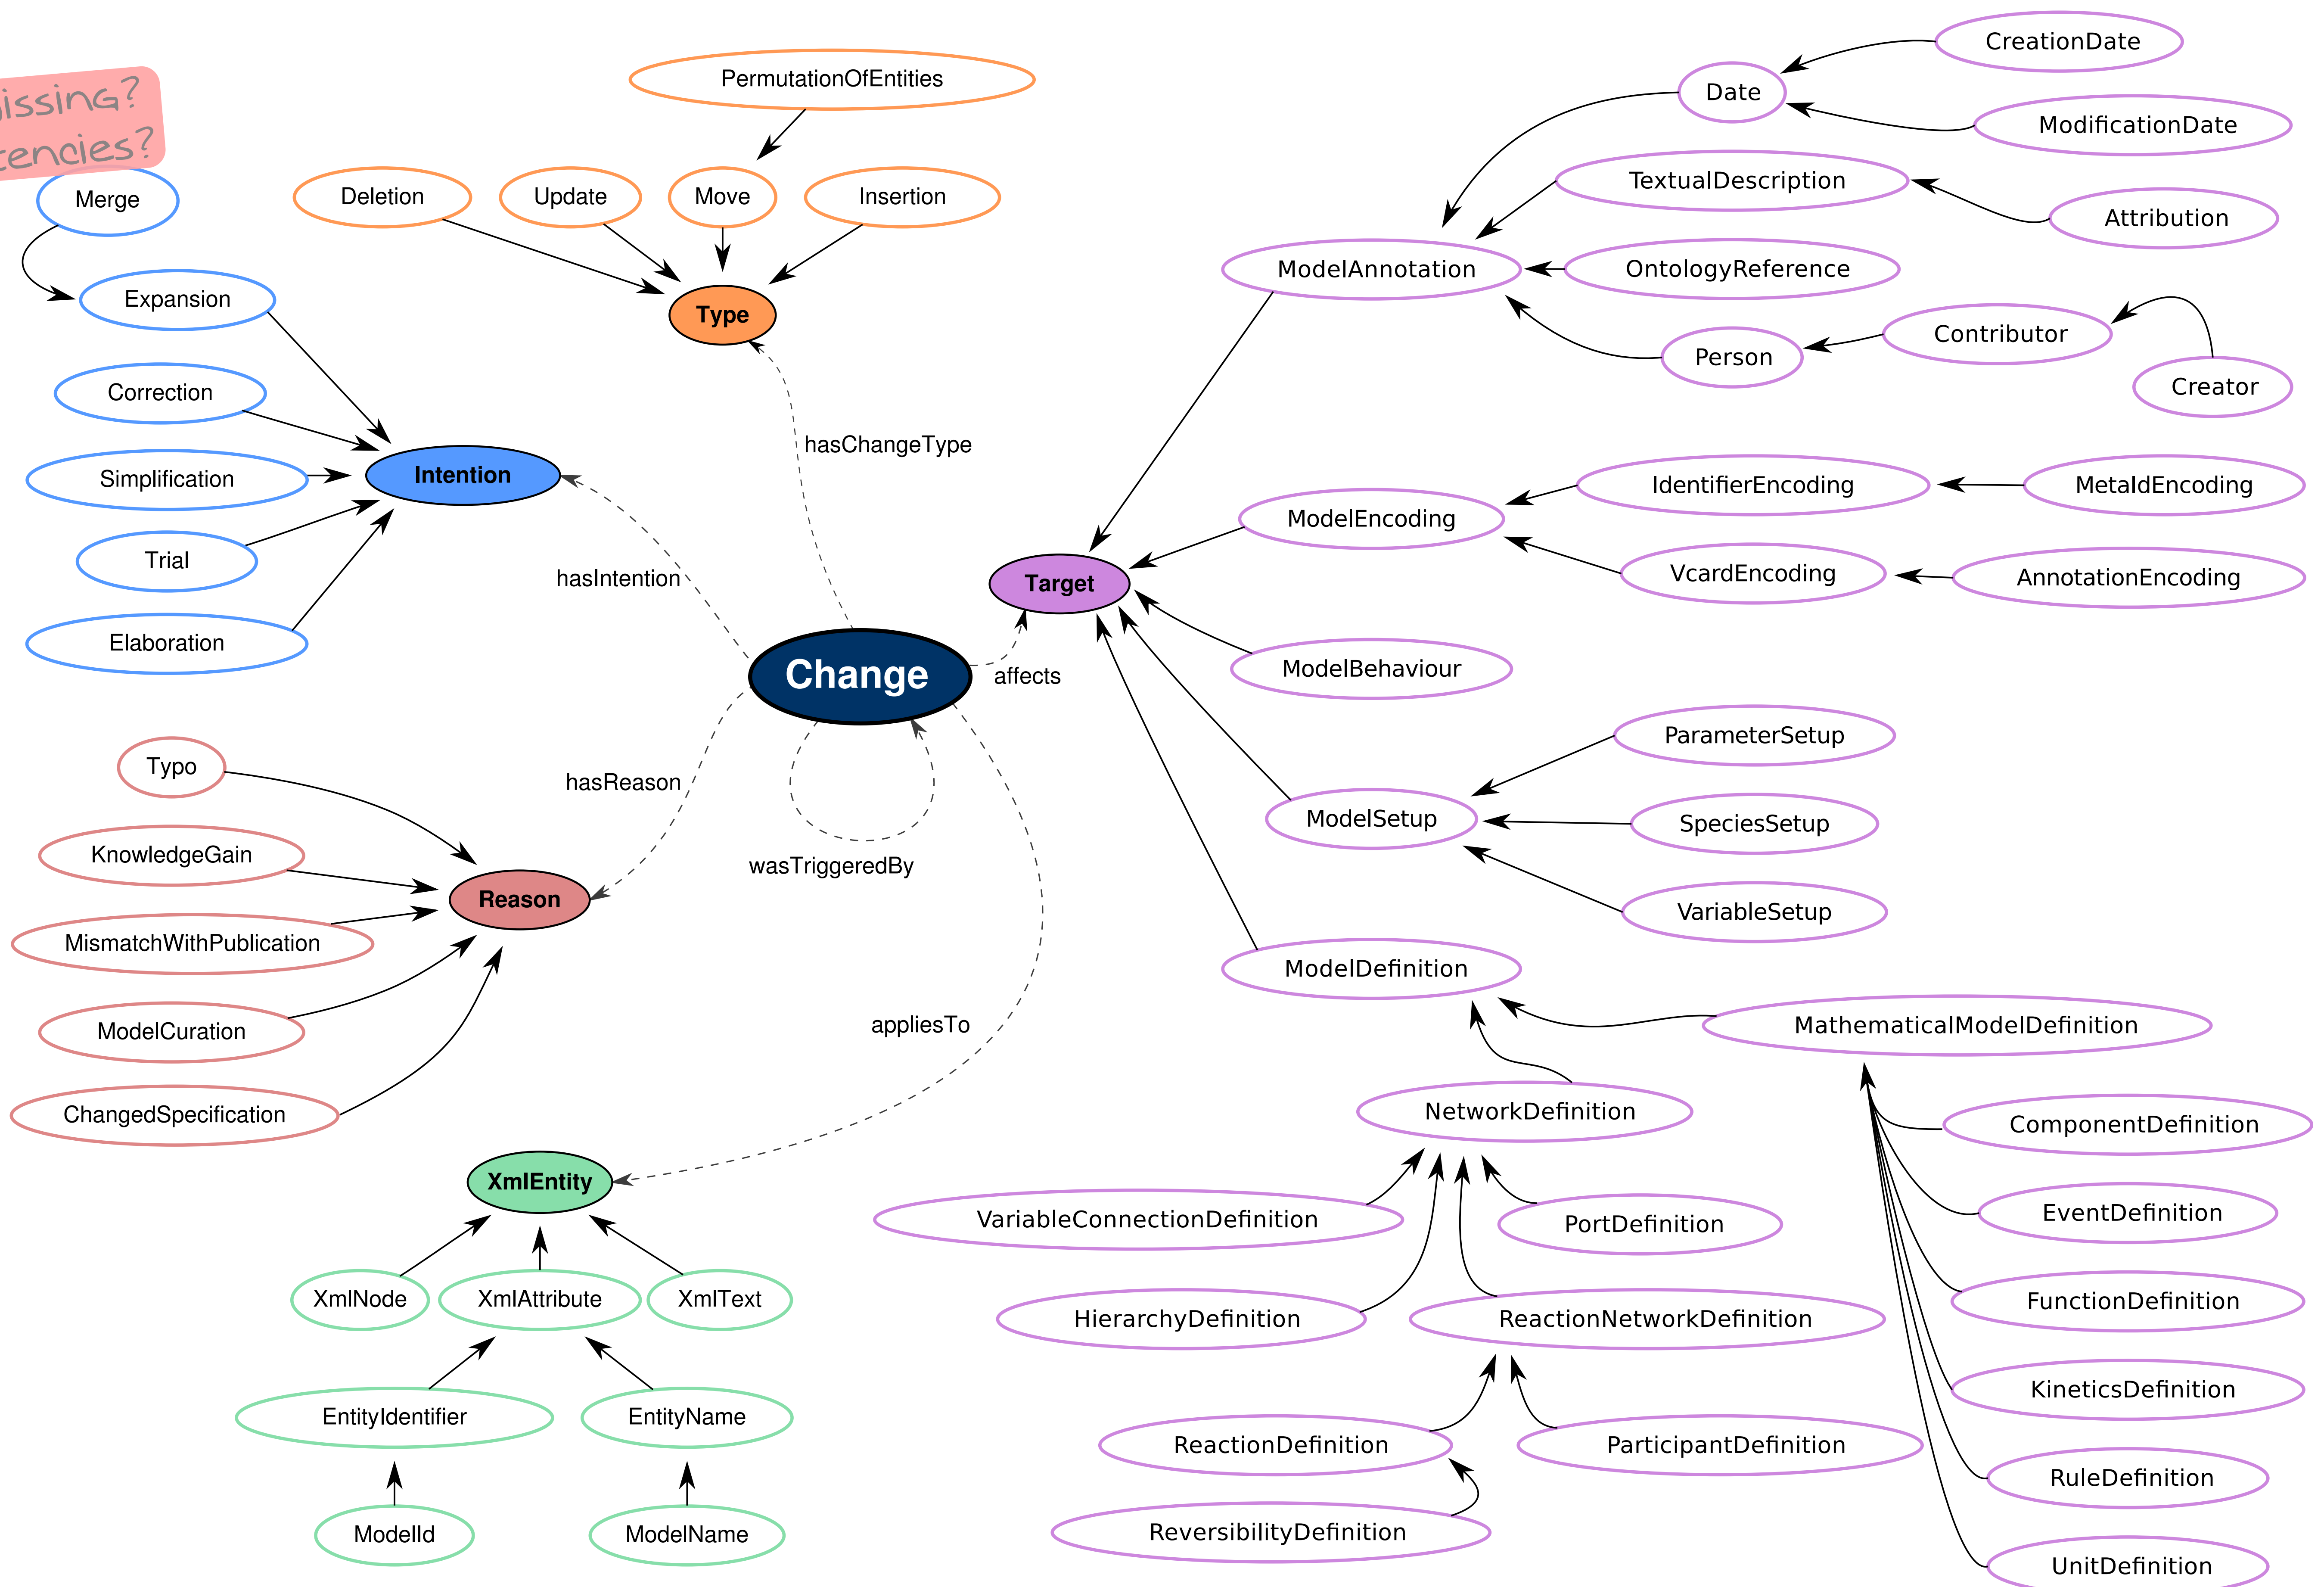 issing?
tencies?
Merge
Expansion
Correction
Simplification
Trial
Elaboration
Intention
PermutationOfEntities
Deletion
Update
Move
Insertion
Type
hasChangeType
hasIntention
Change
affects
hasReason
wasTriggeredBy
appliesTo
Typo
KnowledgeGain
MismatchWithPublication
ModelCuration
ChangedSpecification
Reason
XmlEntity
XmlNode
XmlAttribute
XmlText
EntityIdentifier
EntityName
ModelId
ModelName
Target
ModelAnnotation
Date
CreationDate
ModificationDate
TextualDescription
Attribution
OntologyReference
Person
Contributor
Creator
ModelEncoding
IdentifierEncoding
MetaIdEncoding
VcardEncoding
AnnotationEncoding
ModelBehaviour
ModelSetup
ParameterSetup
SpeciesSetup
VariableSetup
ModelDefinition
MathematicalModelDefinition
NetworkDefinition
VariableConnectionDefinition
PortDefinition
HierarchyDefinition
ReactionNetworkDefinition
ReactionDefinition
ParticipantDefinition
ReversibilityDefinition
ComponentDefinition
EventDefinition
FunctionDefinition
KineticsDefinition
RuleDefinition
UnitDefinition